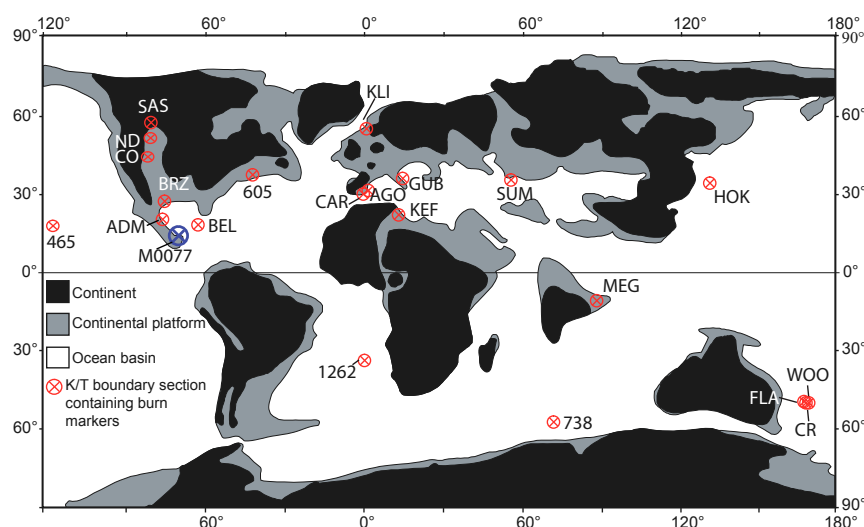 120° 60° 0° 60° 120° 180°
90° 90°
60° 60°
30° 30°
0° 0°
30° 30°
60° 60°
90
60° 0° 60° 120° 180°
SAS
ND
CO
BRZ
605
ADM
BEL
465
M0077
KLI
CAR
AGO
GUB
KEF
SUM
HOK
MEG
1262
738
WOO
FLA
CR
Continent
Continental platform
Ocean basin
K/T boundary section
containing burn
markers